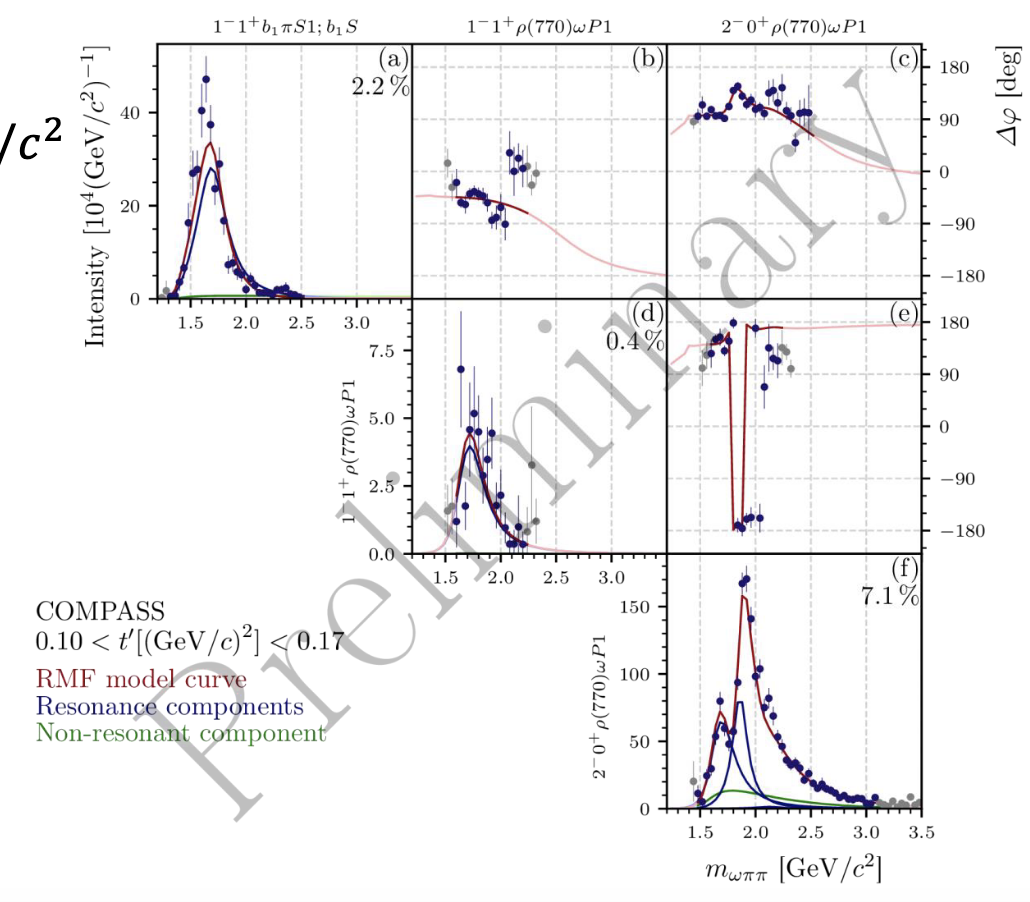 1⁻1⁺b₁πS1; b₁S
1⁻1⁺ρ(770)ωP1
2⁻0⁺ρ(770)ωP1
/c²
Intensity [10⁴(GeV/c²)⁻¹]
40
20
0
(a)
2.2 %
1.5 2.0 2.5 3.0
(b)
(c)
180
90
0
−90
−180
Δφ [deg]
1⁻1⁺ρ(770)ωP1
7.5
5.0
2.5
0.0
(d)
0.4 %
1.5 2.0 2.5 3.0
(e)
180
90
0
−90
−180
COMPASS
0.10 < t′[(GeV/c)²] < 0.17
RMF model curve
Resonance components
Non-resonant component
2⁻0⁺ρ(770)ωP1
150
100
50
0
(f)
7.1 %
1.5 2.0 2.5 3.0 3.5
m_ωππ [GeV/c²]
Preliminary